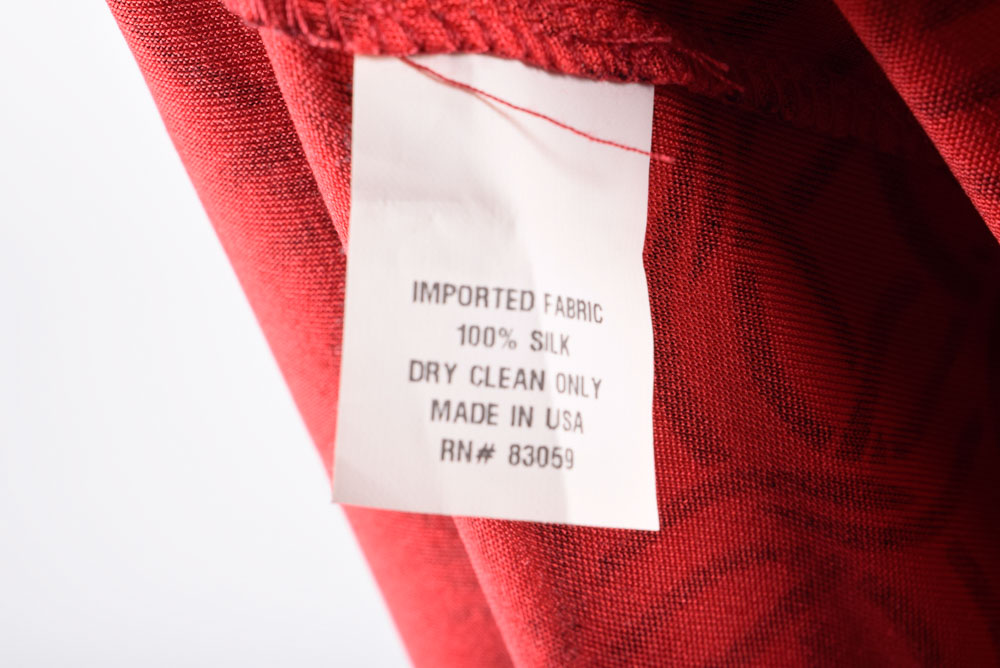 IMPORTED FABRIC
100% SILK
DRY CLEAN ONLY
MADE IN USA
RN# 83059